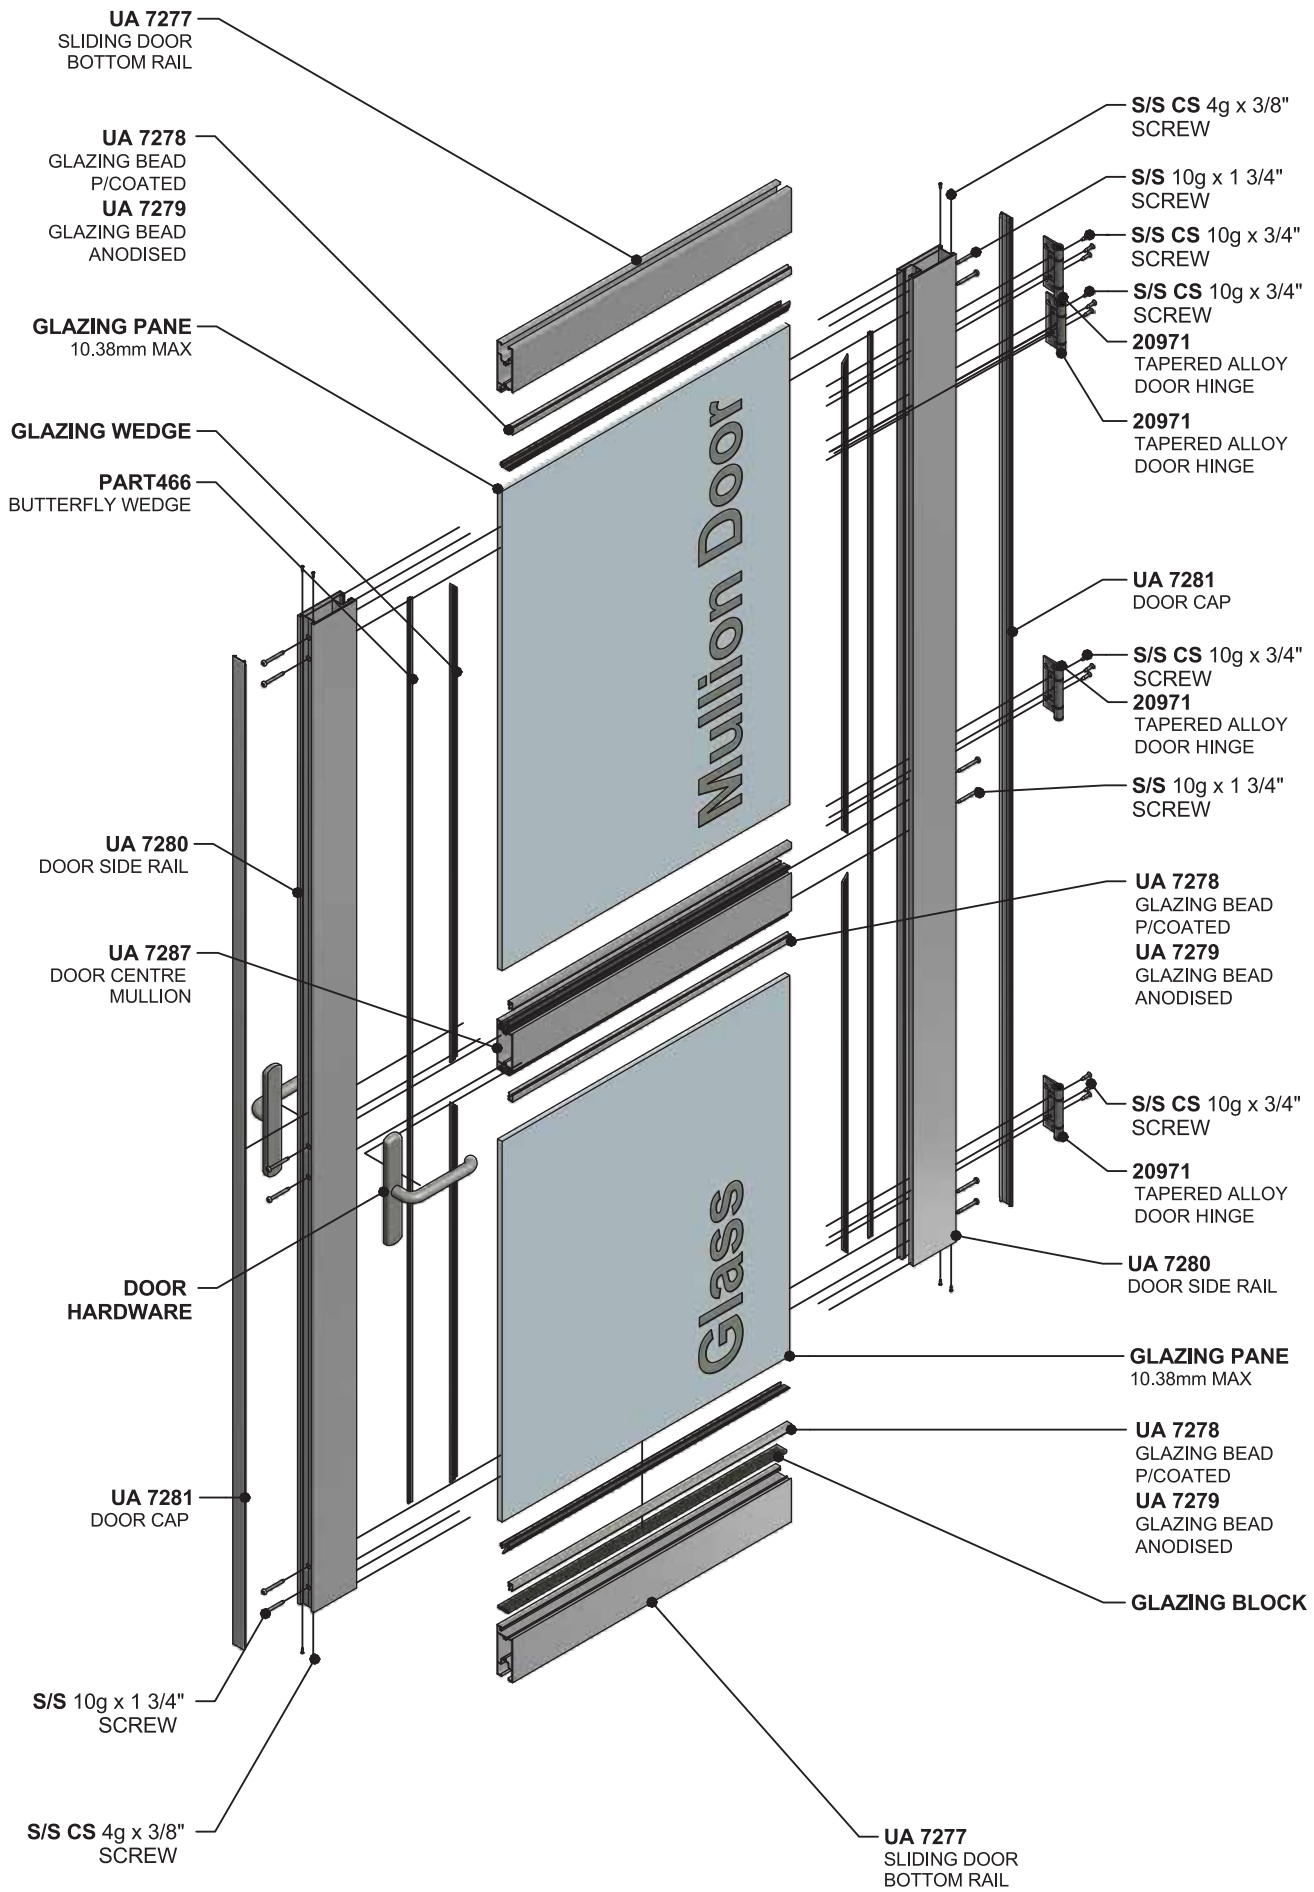 UA 7277
SLIDING DOOR
BOTTOM RAIL
UA 7278
GLAZING BEAD
P/COATED
UA 7279
GLAZING BEAD
ANODISED
GLAZING PANE
10.38mm MAX
GLAZING WEDGE
PART466
BUTTERFLY WEDGE
UA 7280
DOOR SIDE RAIL
UA 7287
DOOR CENTRE
MULLION
DOOR
HARDWARE
UA 7281
DOOR CAP
S/S 10g x 1 3/4"
SCREW
S/S CS 4g x 3/8"
SCREW
Mullion Door
Glass
S/S CS 4g x 3/8"
SCREW
S/S 10g x 1 3/4"
SCREW
S/S CS 10g x 3/4"
SCREW
S/S CS 10g x 3/4"
SCREW
20971
TAPERED ALLOY
DOOR HINGE
20971
TAPERED ALLOY
DOOR HINGE
UA 7281
DOOR CAP
S/S CS 10g x 3/4"
SCREW
20971
TAPERED ALLOY
DOOR HINGE
S/S 10g x 1 3/4"
SCREW
UA 7278
GLAZING BEAD
P/COATED
UA 7279
GLAZING BEAD
ANODISED
S/S CS 10g x 3/4"
SCREW
20971
TAPERED ALLOY
DOOR HINGE
UA 7280
DOOR SIDE RAIL
GLAZING PANE
10.38mm MAX
UA 7278
GLAZING BEAD
P/COATED
UA 7279
GLAZING BEAD
ANODISED
GLAZING BLOCK
UA 7277
SLIDING DOOR
BOTTOM RAIL